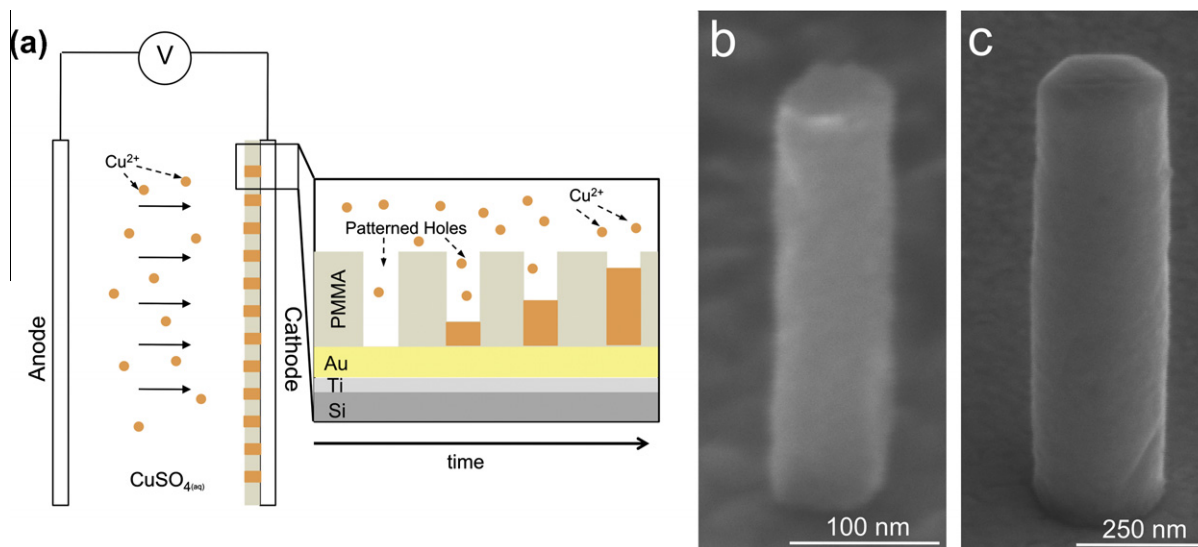 (a)
V
Cu2+
Anode
Cathode
CuSO4(aq)
Cu2+
Patterned Holes
PMMA
Au
Ti
Si
time
b
100 nm
c
250 nm